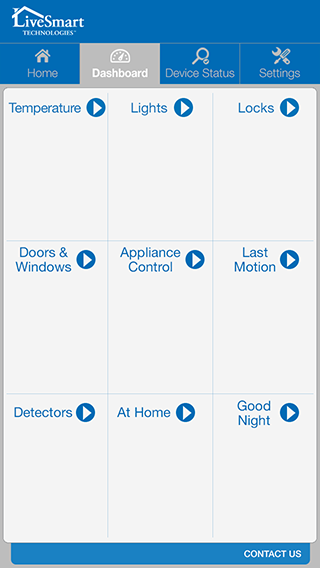 LiveSmart
TECHNOLOGIES™
Home
Dashboard
Device Status
Settings
Temperature
Lights
Locks
Doors &
Windows
Appliance
Control
Last
Motion
Detectors
At Home
Good
Night
CONTACT US